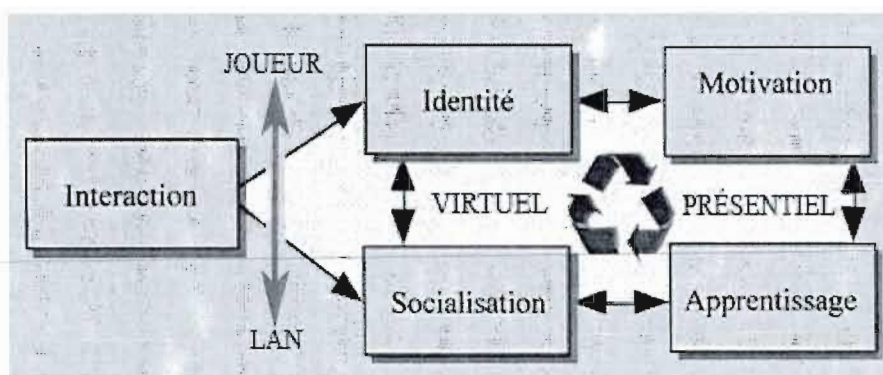 JOUEUR
Identité
Motivation
Interaction
VIRTUEL
PRÉSENTIEL
Socialisation
Apprentissage
LAN